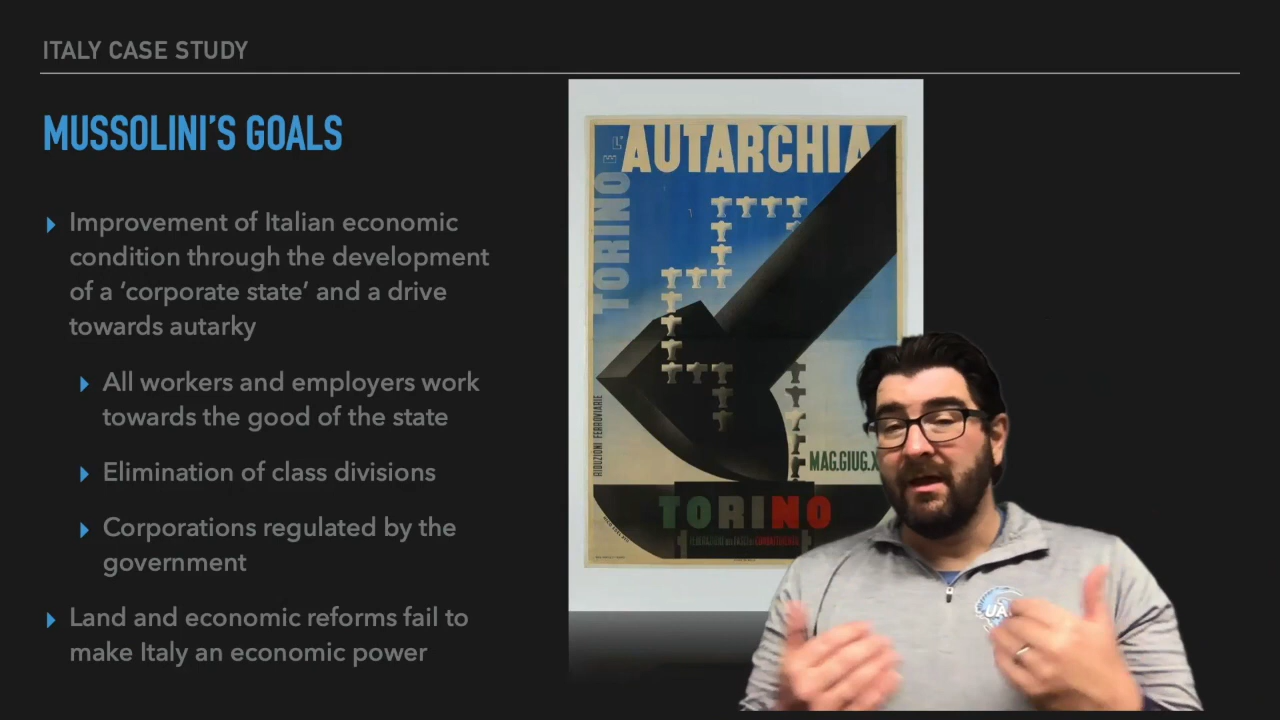 ITALY CASE STUDY
MUSSOLINI'S GOALS
Improvement of Italian economic
condition through the development
of a ‘corporate state’ and a drive
towards autarky
All workers and employers work
towards the good of the state
Elimination of class divisions
Corporations regulated by the
government
Land and economic reforms fail to
make Italy an economic power
TORINO È L'
AUTARCHIA
RIDUZIONI FERROVIARIE
MAG.GIUG.X
TORINO
UA